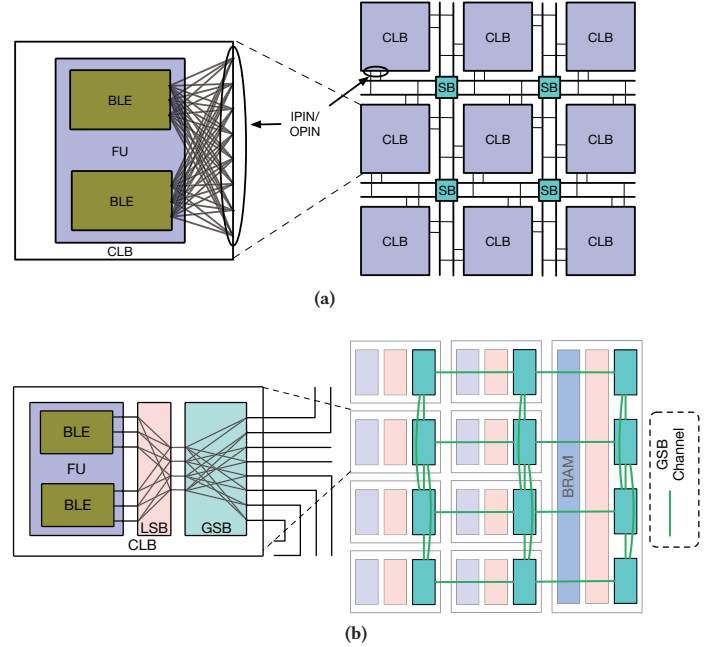 BLE
FU
BLE
CLB
IPIN/
OPIN
CLB
CLB
CLB
SB
SB
CLB
CLB
CLB
SB
SB
CLB
CLB
CLB
(a)
BLE
FU
BLE
LSB
GSB
CLB
BRAM
GSB
Channel
(b)